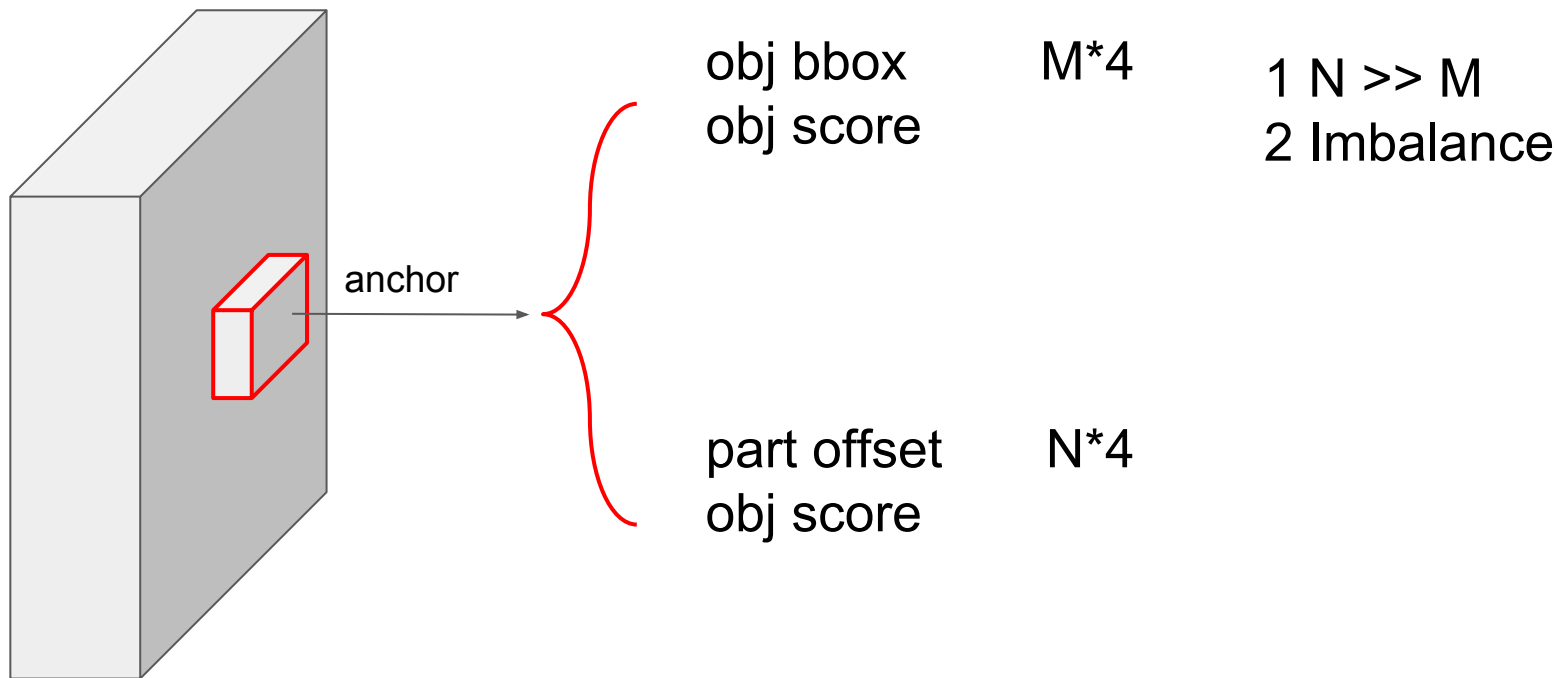 obj bbox M*4
obj score
1 N >> M
2 Imbalance
anchor
part offset N*4
obj score